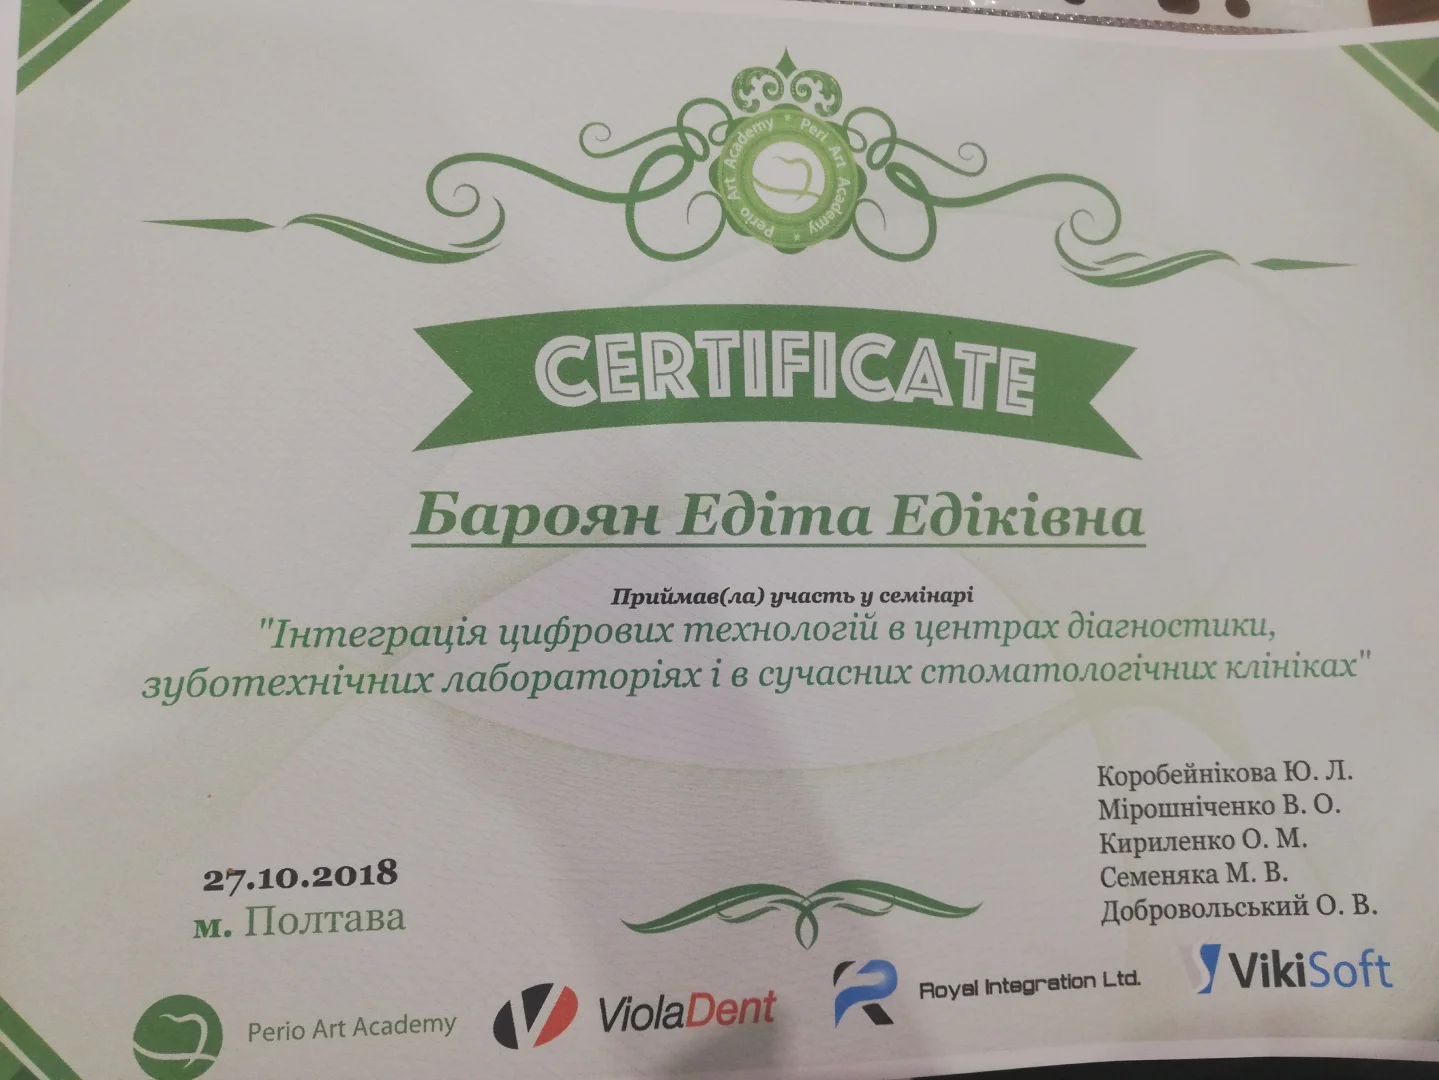 Perio Art Academy * Peri Art Academy *
CERTIFICATE
Бароян Едіта Едіківна
Приймав(ла) участь у семінарі
"Інтеграція цифрових технологій в центрах діагностики,
зуботехнічних лабораторіях і в сучасних стоматологічних клініках"
Коробейнікова Ю. Л.
Мірошніченко В. О.
Кириленко О. М.
Семеняка М. В.
Добровольський О. В.
27.10.2018
м. Полтава
Perio Art Academy
ViolaDent
Royal Integration Ltd.
VikiSoft